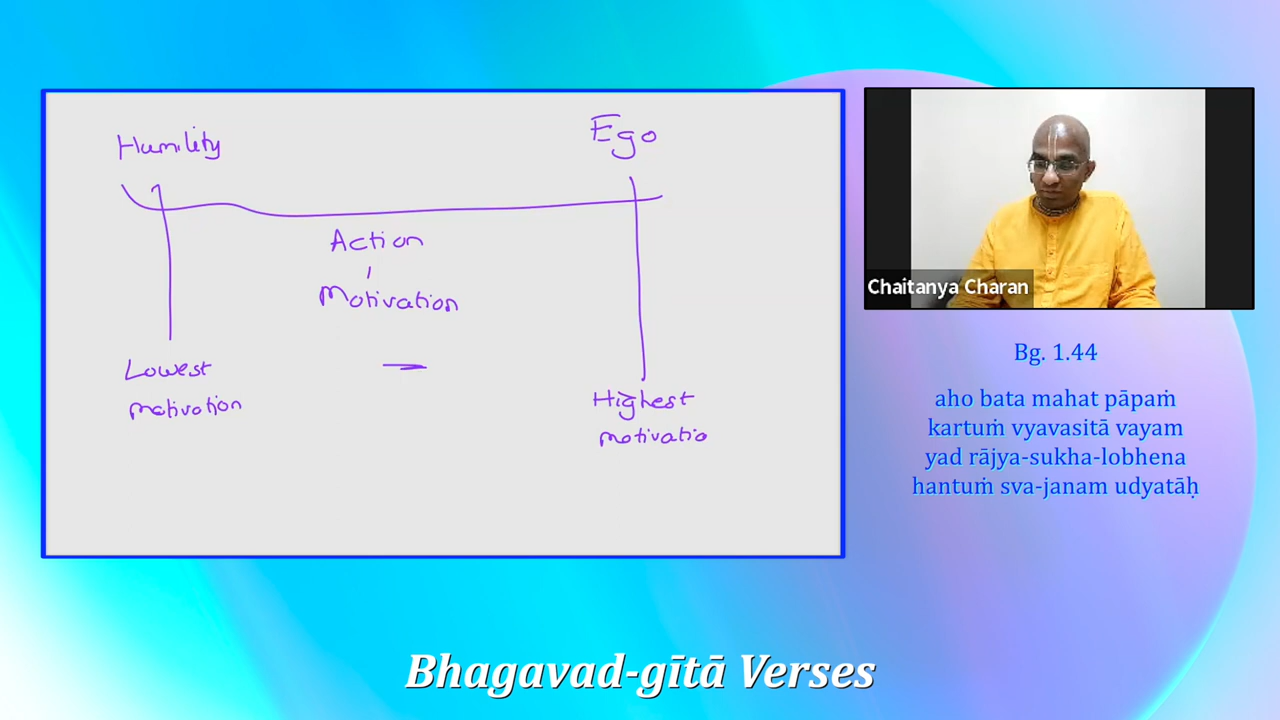 Humility
Ego
Action
Motivation
Lowest
motivation
Highest
motivatio
Chaitanya Charan
Bg. 1.44
aho bata mahat pāpaṁ
kartuṁ vyavasitā vayam
yad rājya-sukha-lobhena
hantuṁ sva-janam udyatāḥ
Bhagavad-gītā Verses